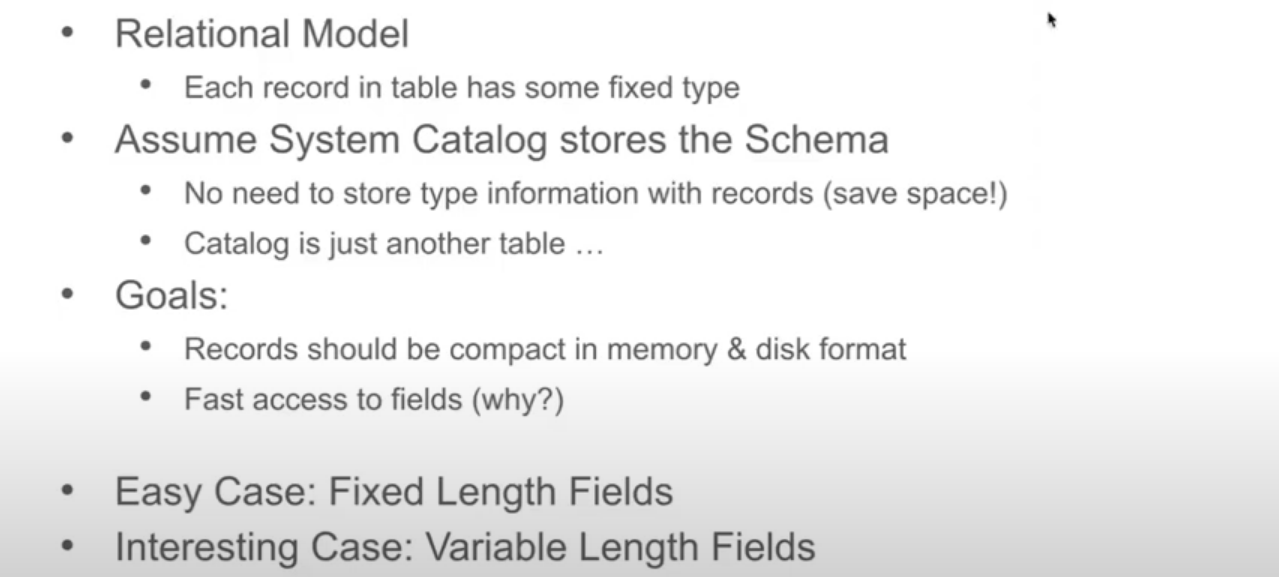 • Relational Model
• Each record in table has some fixed type
• Assume System Catalog stores the Schema
• No need to store type information with records (save space!)
• Catalog is just another table …
• Goals:
• Records should be compact in memory & disk format
• Fast access to fields (why?)
• Easy Case: Fixed Length Fields
• Interesting Case: Variable Length Fields